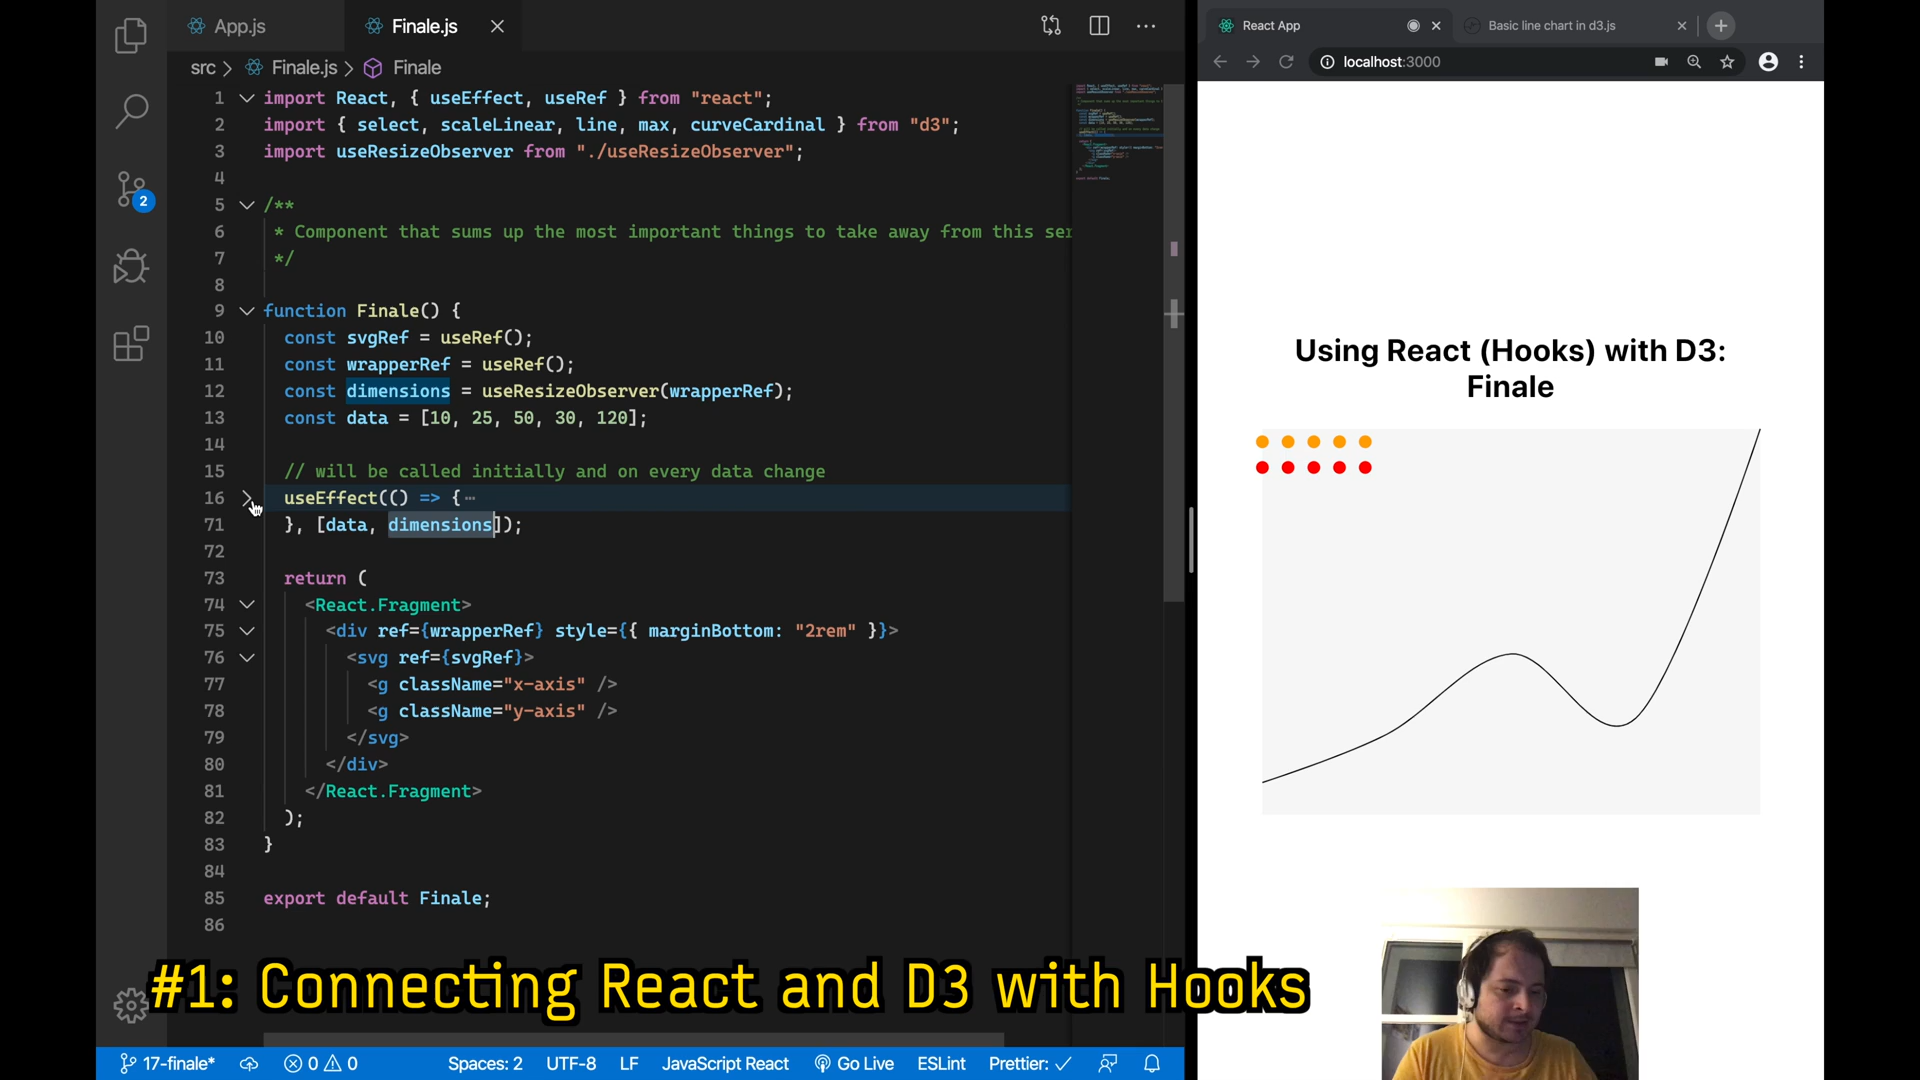 App.js
Finale.js
src > Finale.js > Finale
1 import React, { useEffect, useRef } from "react";
2 import { select, scaleLinear, line, max, curveCardinal } from "d3";
3 import useResizeObserver from "./useResizeObserver";
4
5 /**
6 * Component that sums up the most important things to take away from this ser
7 */
8
9 function Finale() {
10 const svgRef = useRef();
11 const wrapperRef = useRef();
12 const dimensions = useResizeObserver(wrapperRef);
13 const data = [10, 25, 50, 30, 120];
14
15 // will be called initially and on every data change
16 useEffect(() => { ⋯
71 }, [data, dimensions]);
72
73 return (
74 <React.Fragment>
75 <div ref={wrapperRef} style={{ marginBottom: "2rem" }}>
76 <svg ref={svgRef}>
77 <g className="x-axis" />
78 <g className="y-axis" />
79 </svg>
80 </div>
81 </React.Fragment>
82 );
83 }
84
85 export default Finale;
86
2
#1: Connecting React and D3 with Hooks
17-finale* 0 0 Spaces: 2 UTF-8 LF JavaScript React Go Live ESLint Prettier: ✓
React App
Basic line chart in d3.js
localhost:3000
Using React (Hooks) with D3:
Finale